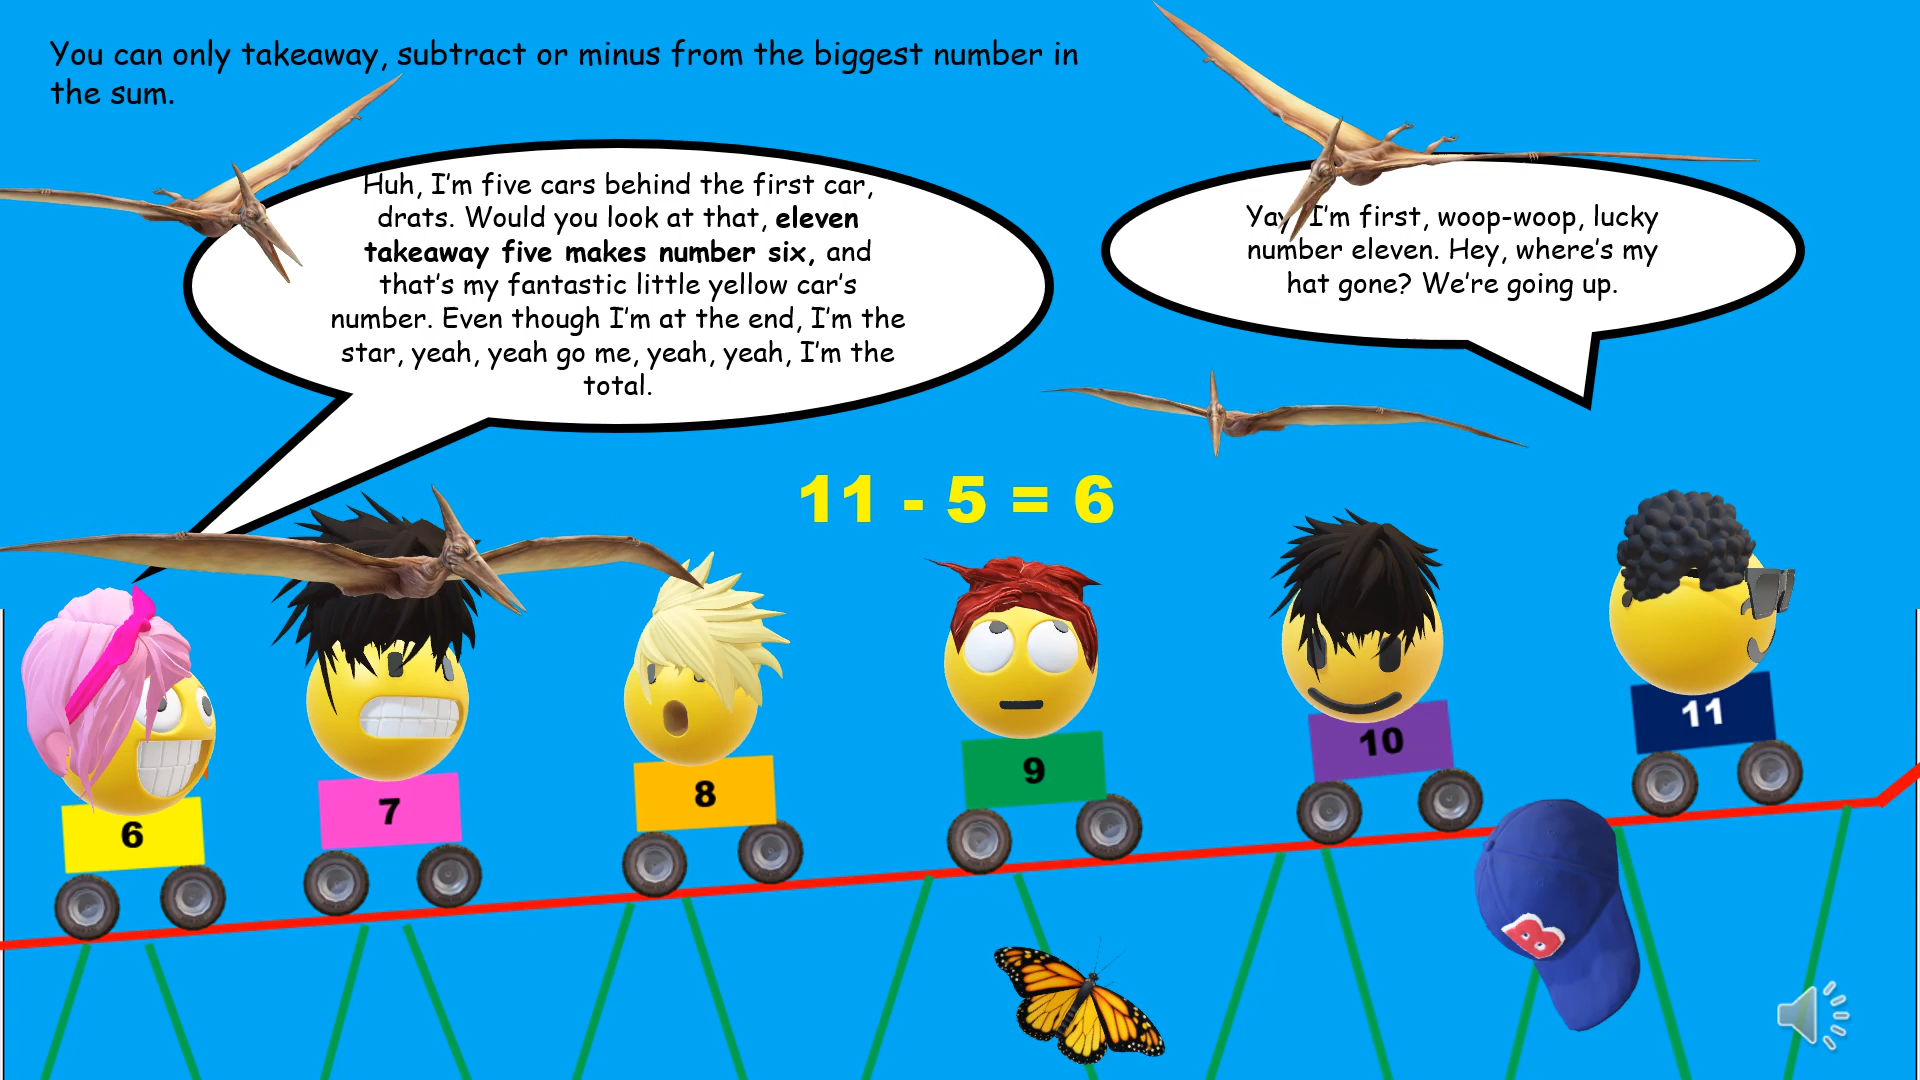 You can only takeaway, subtract or minus from the biggest number in
the sum.
Huh, I'm five cars behind the first car,
drats. Would you look at that, eleven
takeaway five makes number six, and
that's my fantastic little yellow car's
number. Even though I'm at the end, I'm the
star, yeah, yeah go me, yeah, yeah, I'm the
total.
Yay I'm first, woop-woop, lucky
number eleven. Hey, where's my
hat gone? We're going up.
11 - 5 = 6
6
7
8
9
10
11
B